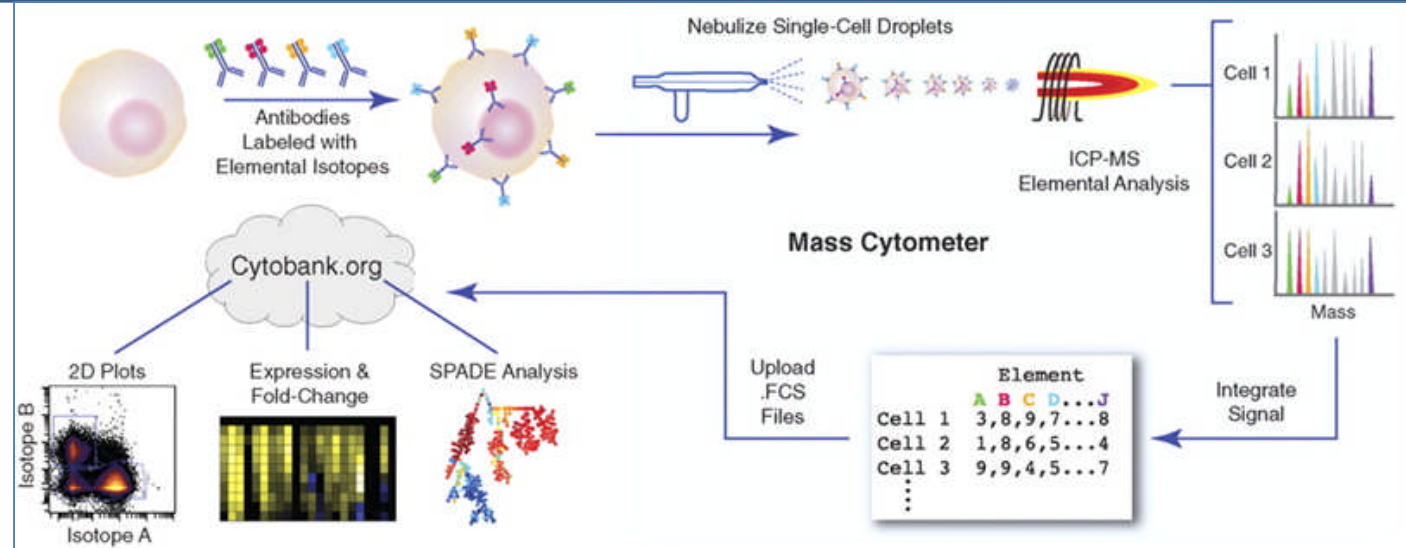 Nebulize Single-Cell Droplets
Antibodies
Labeled with
Elemental Isotopes
ICP-MS
Elemental Analysis
Cell 1
Cell 2
Cell 3
Mass
Mass Cytometer
Integrate
Signal
Element
A B C D...J
Cell 1 3,8,9,7...8
Cell 2 1,8,6,5...4
Cell 3 9,9,4,5...7
Upload
.FCS
Files
Cytobank.org
2D Plots
Isotope B
Isotope A
Expression &
Fold-Change
SPADE Analysis